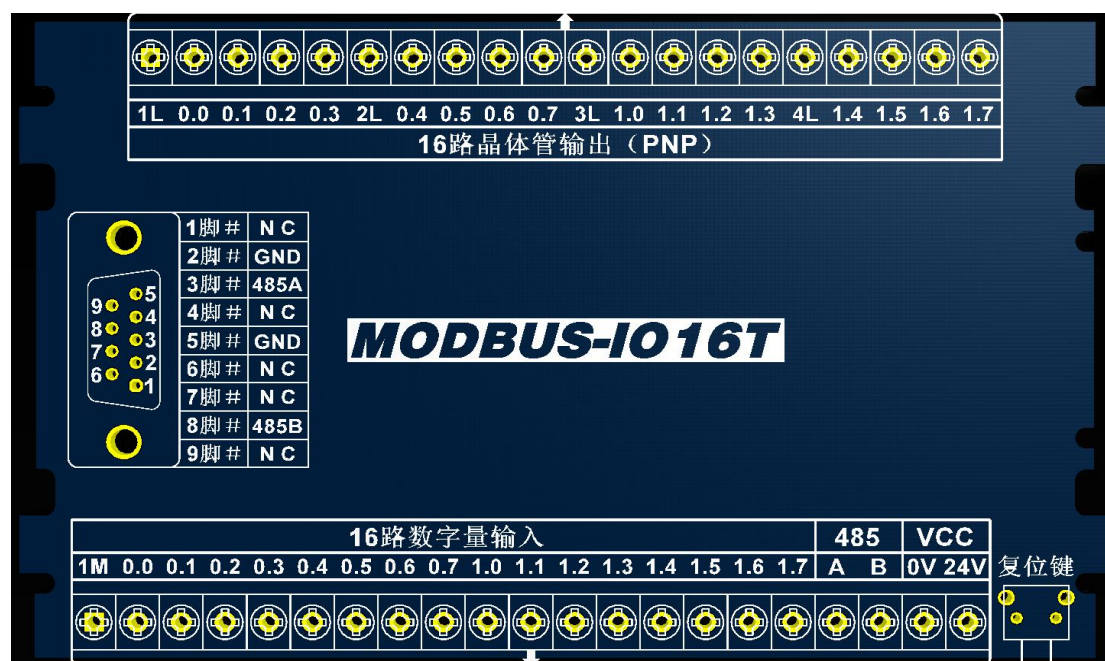 1L 0.0 0.1 0.2 0.3 2L 0.4 0.5 0.6 0.7 3L 1.0 1.1 1.2 1.3 4L 1.4 1.5 1.6 1.7
16路晶体管输出（PNP）
1脚# N C
2脚# GND
3脚# 485A
4脚# N C
5脚# GND
6脚# N C
7脚# N C
8脚# 485B
9脚# N C
5
9
4
8
3
7
2
6
1
MODBUS-IO16T
16路数字量输入 485 VCC
1M 0.0 0.1 0.2 0.3 0.4 0.5 0.6 0.7 1.0 1.1 1.2 1.3 1.4 1.5 1.6 1.7 A B 0V 24V 复位键